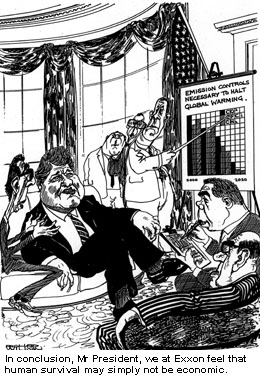 EMISSION CONTROLS
NECESSARY TO HALT
GLOBAL WARMING.
In conclusion, Mr President, we at Exxon feel that
human survival may simply not be economic.